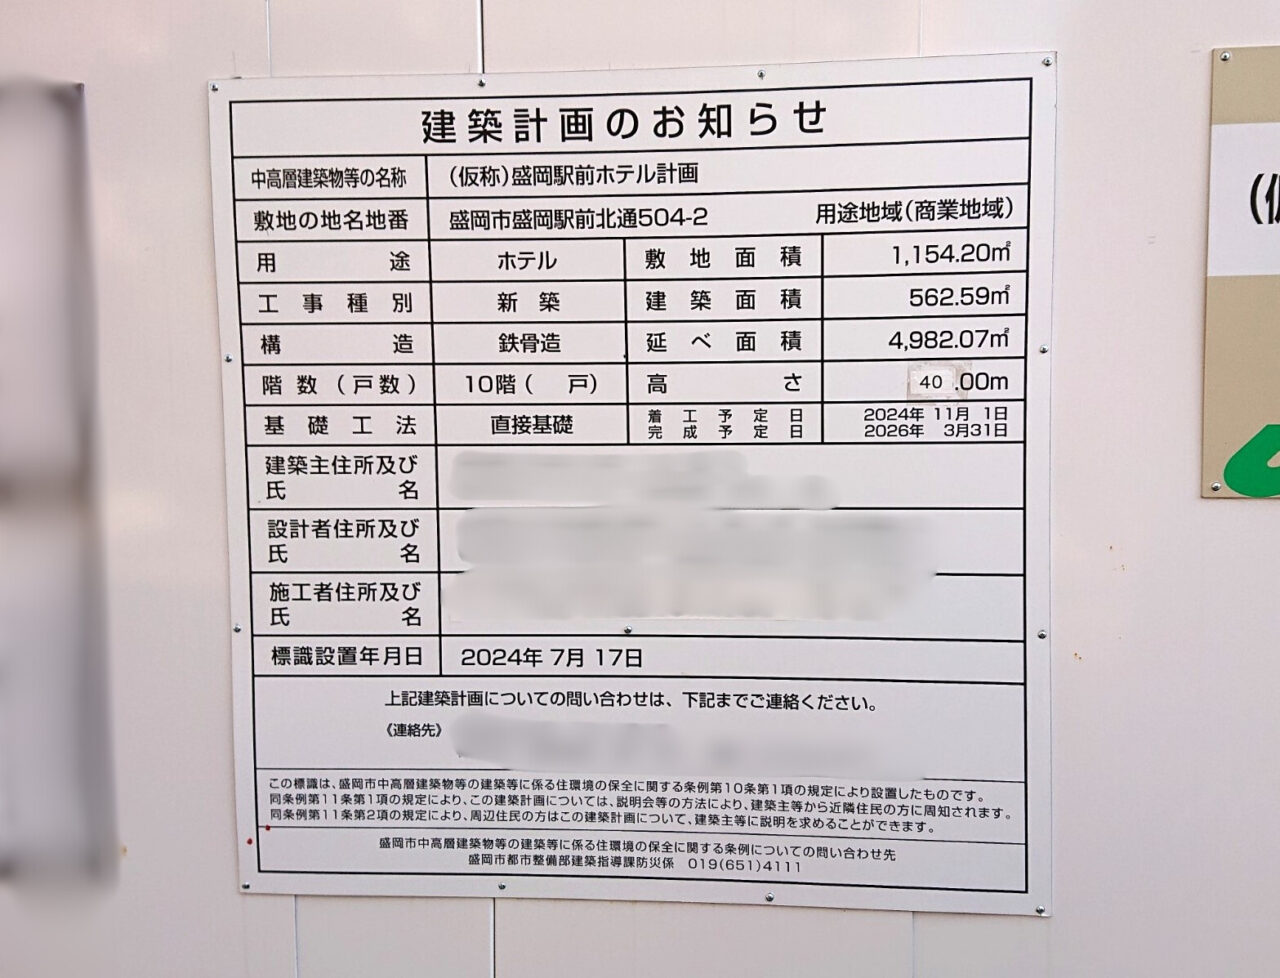 建築計画のお知らせ
中高層建築物等の名称 (仮称)盛岡駅前ホテル計画
敷地の地名地番 盛岡市盛岡駅前北通504-2 用途地域(商業地域)
用途 ホテル 敷地面積 1,154.20㎡
工事種別 新築 建築面積 562.59㎡
構造 鉄骨造 延べ面積 4,982.07㎡
階数(戸数) 10階( 戸) 高さ 40.00m
基礎工法 直接基礎 着工予定日 2024年 11月 1日
完成予定日 2026年 3月31日
建築主住所及び
氏名
設計者住所及び
氏名
施工者住所及び
氏名
標識設置年月日 2024年 7月 17日
上記建築計画についての問い合わせは、下記までご連絡ください。
《連絡先》
この標識は、盛岡市中高層建築物等の建築等に係る住環境の保全に関する条例第10条第1項の規定により設置したものです。
同条例第11条第1項の規定により、この建築計画については、説明会等の方法により、建築主等から近隣住民の方に周知されます。
同条例第11条第2項の規定により、周辺住民の方はこの建築計画について、建築主等に説明を求めることができます。
盛岡市中高層建築物等の建築等に係る住環境の保全に関する条例についての問い合わせ先
盛岡市都市整備部建築指導課防災係 019(651)4111